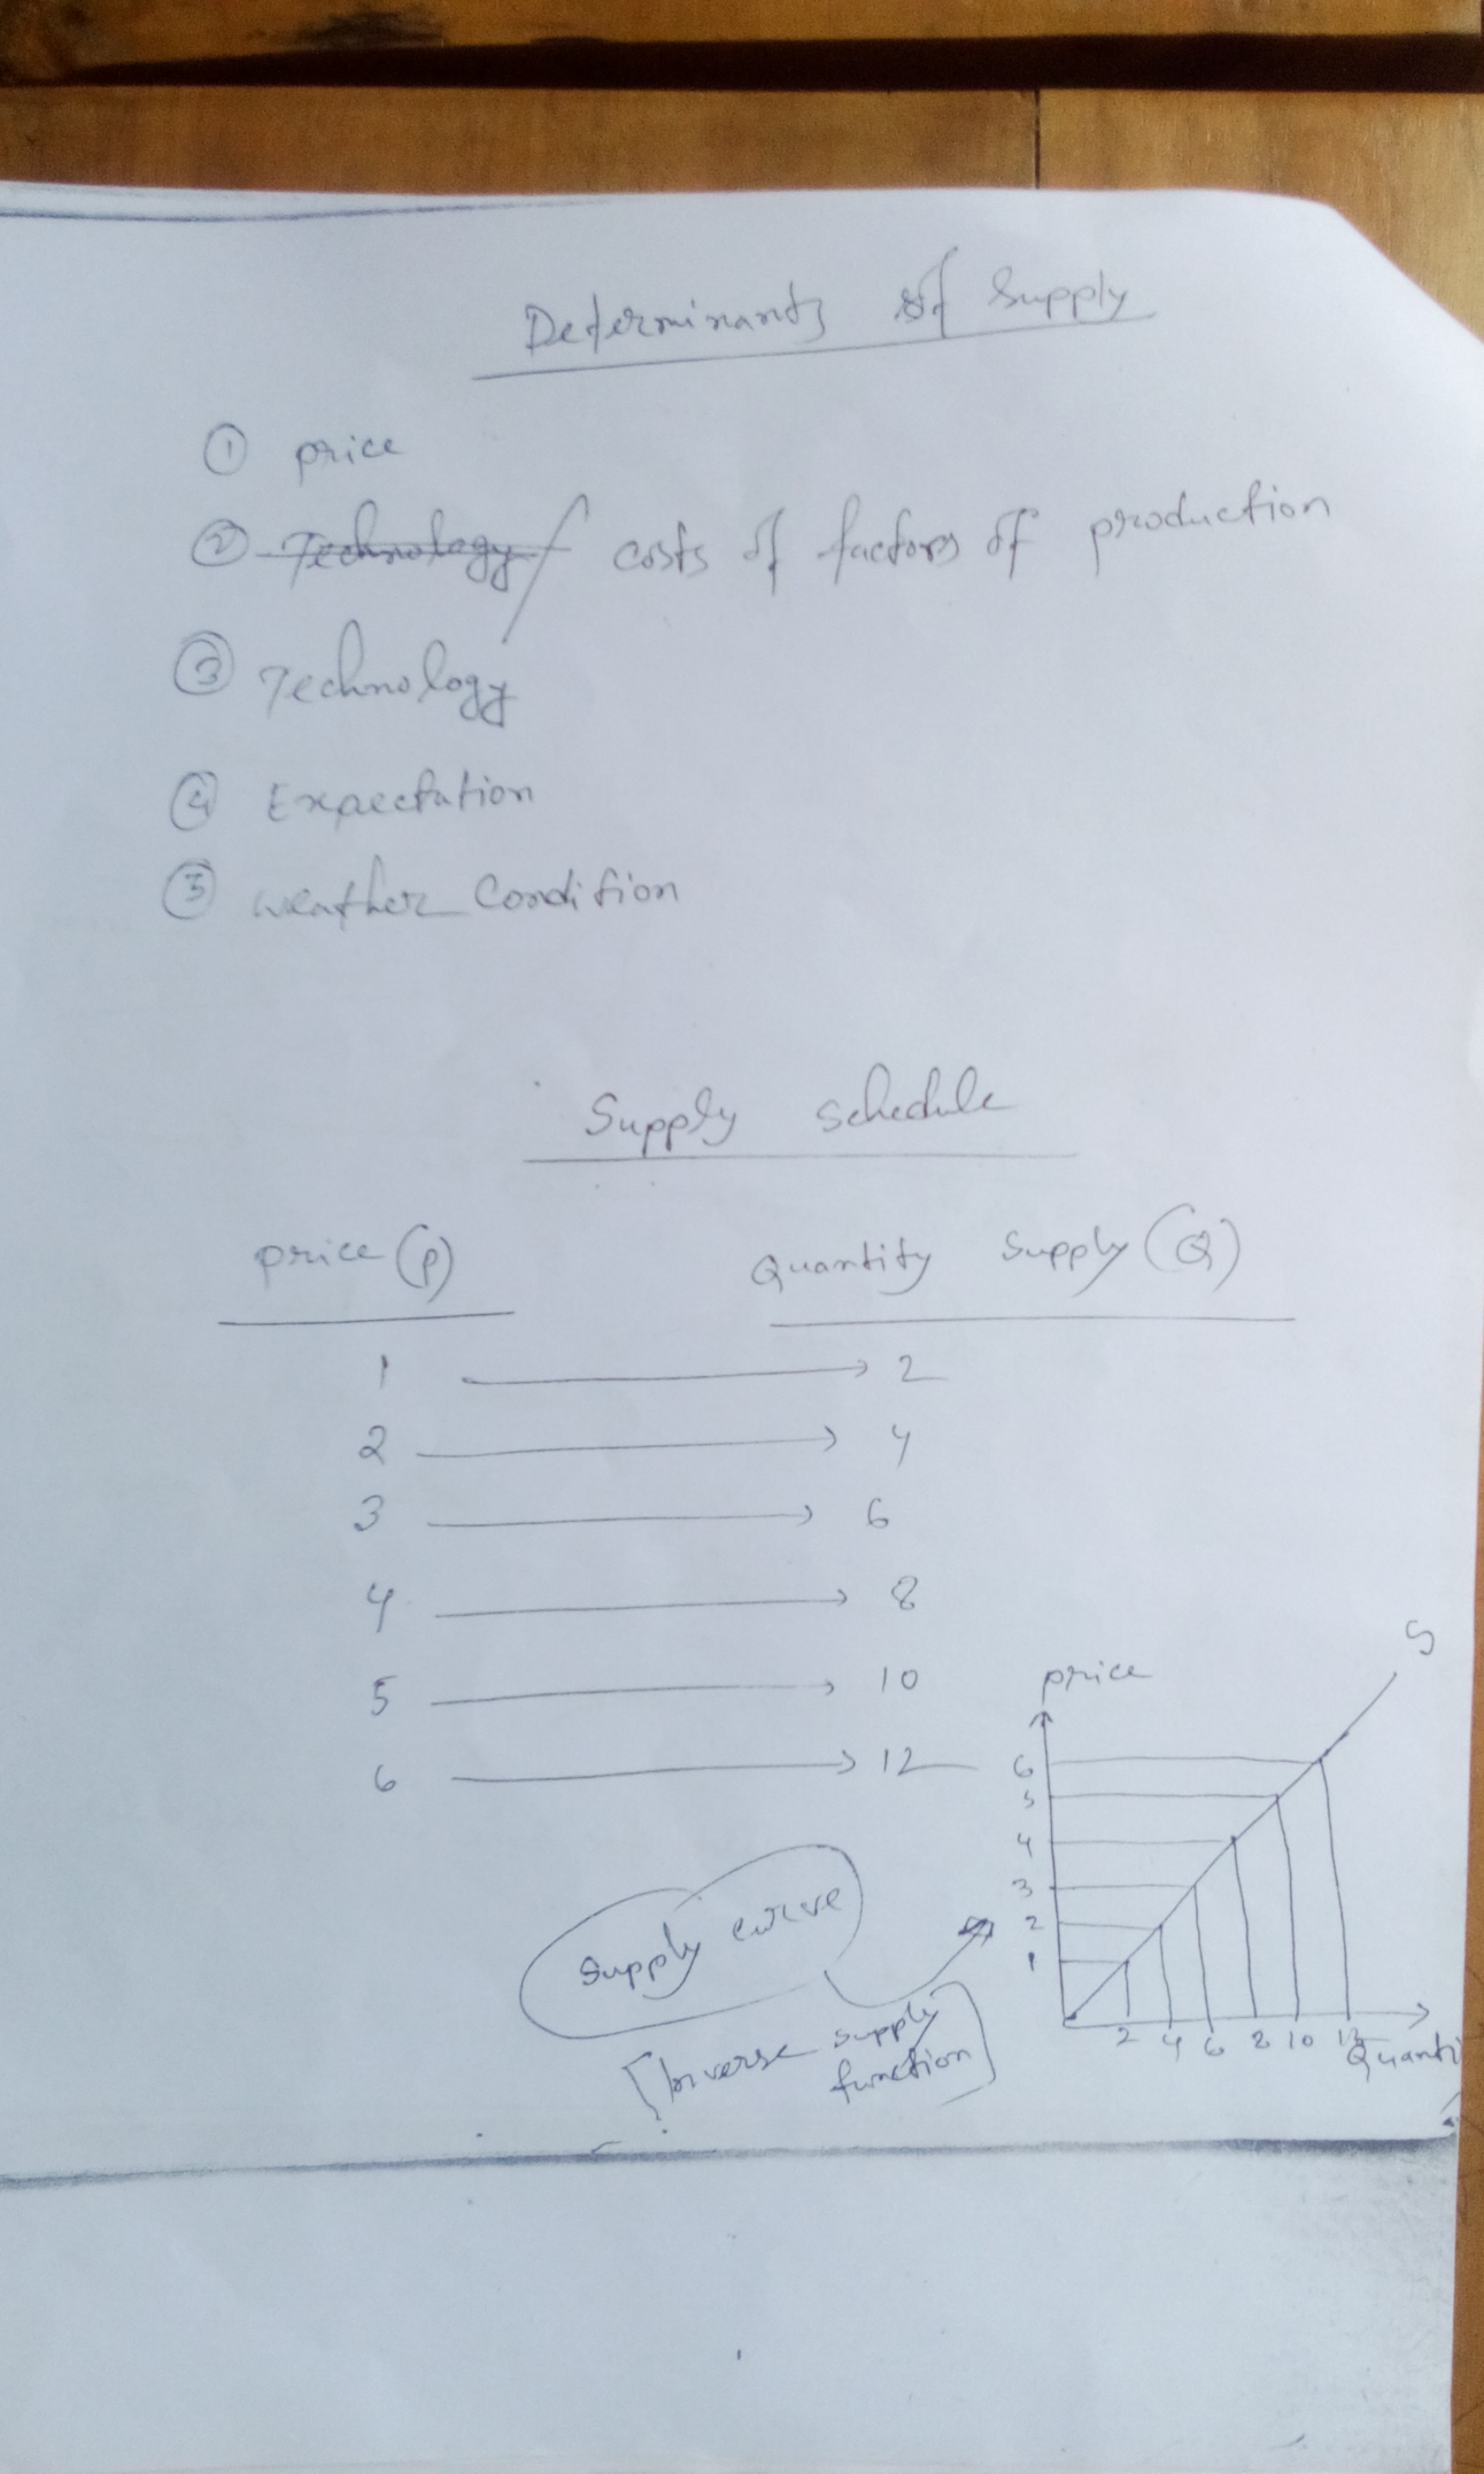 Determinants of Supply
① price
② Technology / costs of factors of production
③ Technology
④ Expectation
⑤ weather Condition
Supply schedule
price (p) Quantity Supply (Q)
1 → 2
2 → 4
3 → 6
4 → 8
5 → 10
6 → 12
S
price
6
5
4
3
2
1
2 4 6 8 10 12
Quanti
Supply curve
[Inverse supply
function]